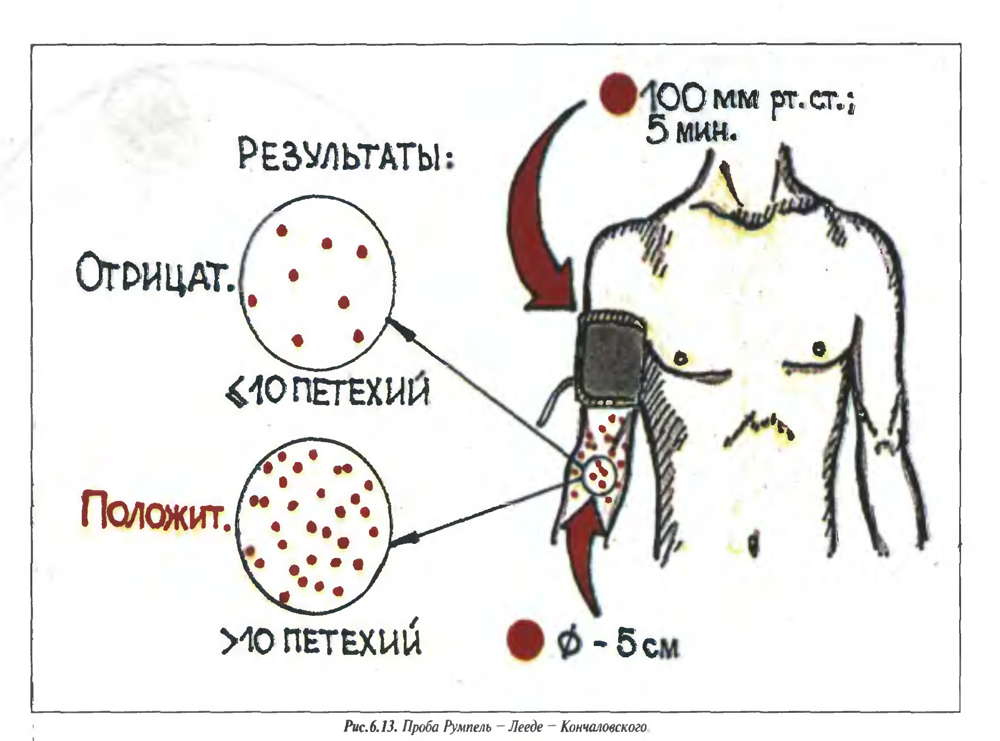 100 мм рт. ст.;
5 мин.
РЕЗУЛЬТАТЫ:
ОТРИЦАТ.
≤10 ПЕТЕХИЙ
ПОЛОЖИТ.
>10 ПЕТЕХИЙ
Ø - 5 см
Рис.6.13. Проба Румпель — Лееде — Кончаловского.